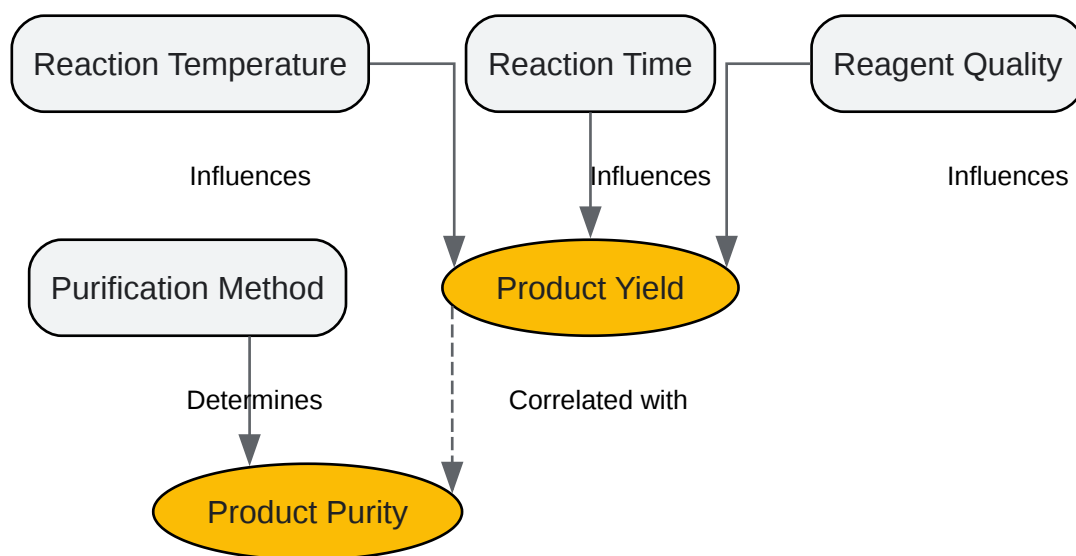 Reaction Temperature
Reaction Time
Reagent Quality
Influences
Influences
Influences
Purification Method
Product Yield
Determines
Correlated with
Product Purity